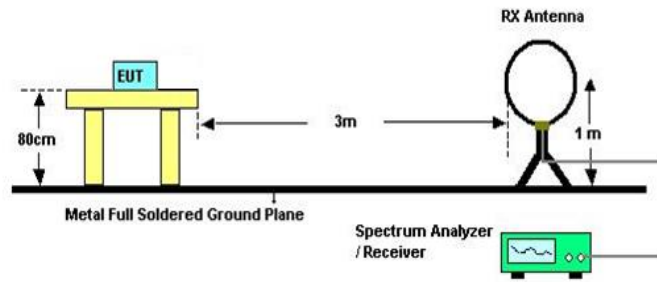 RX Antenna
EUT
3m
80cm
1 m
Metal Full Soldered Ground Plane
Spectrum Analyzer
/ Receiver